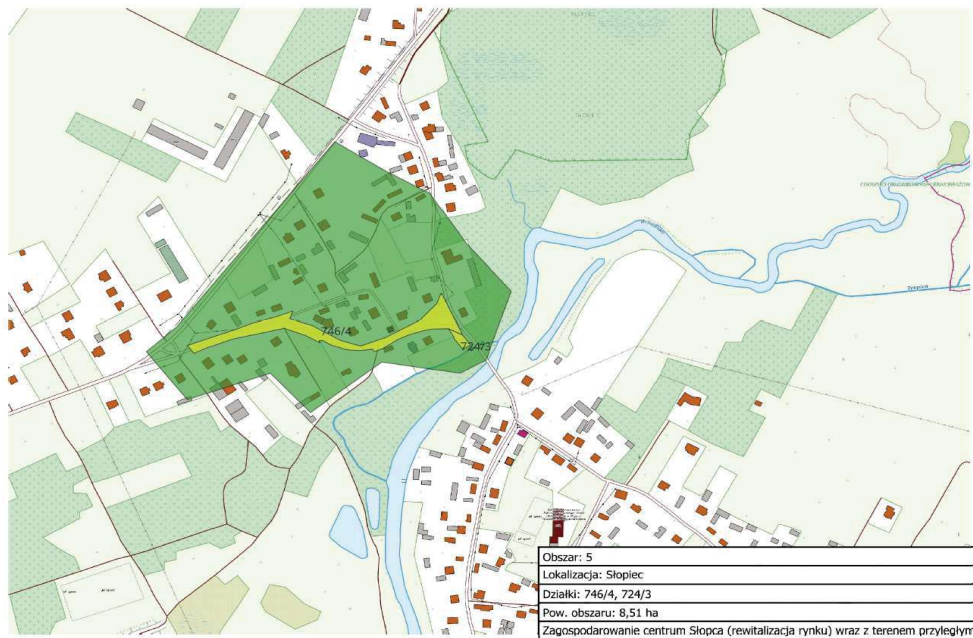 746/4
724/3
Obszar: 5
Lokalizacja: Słopiec
Działki: 746/4, 724/3
Pow. obszaru: 8,51 ha
Zagospodarowanie centrum Słopca (rewitalizacja rynku) wraz z terenem przyległym